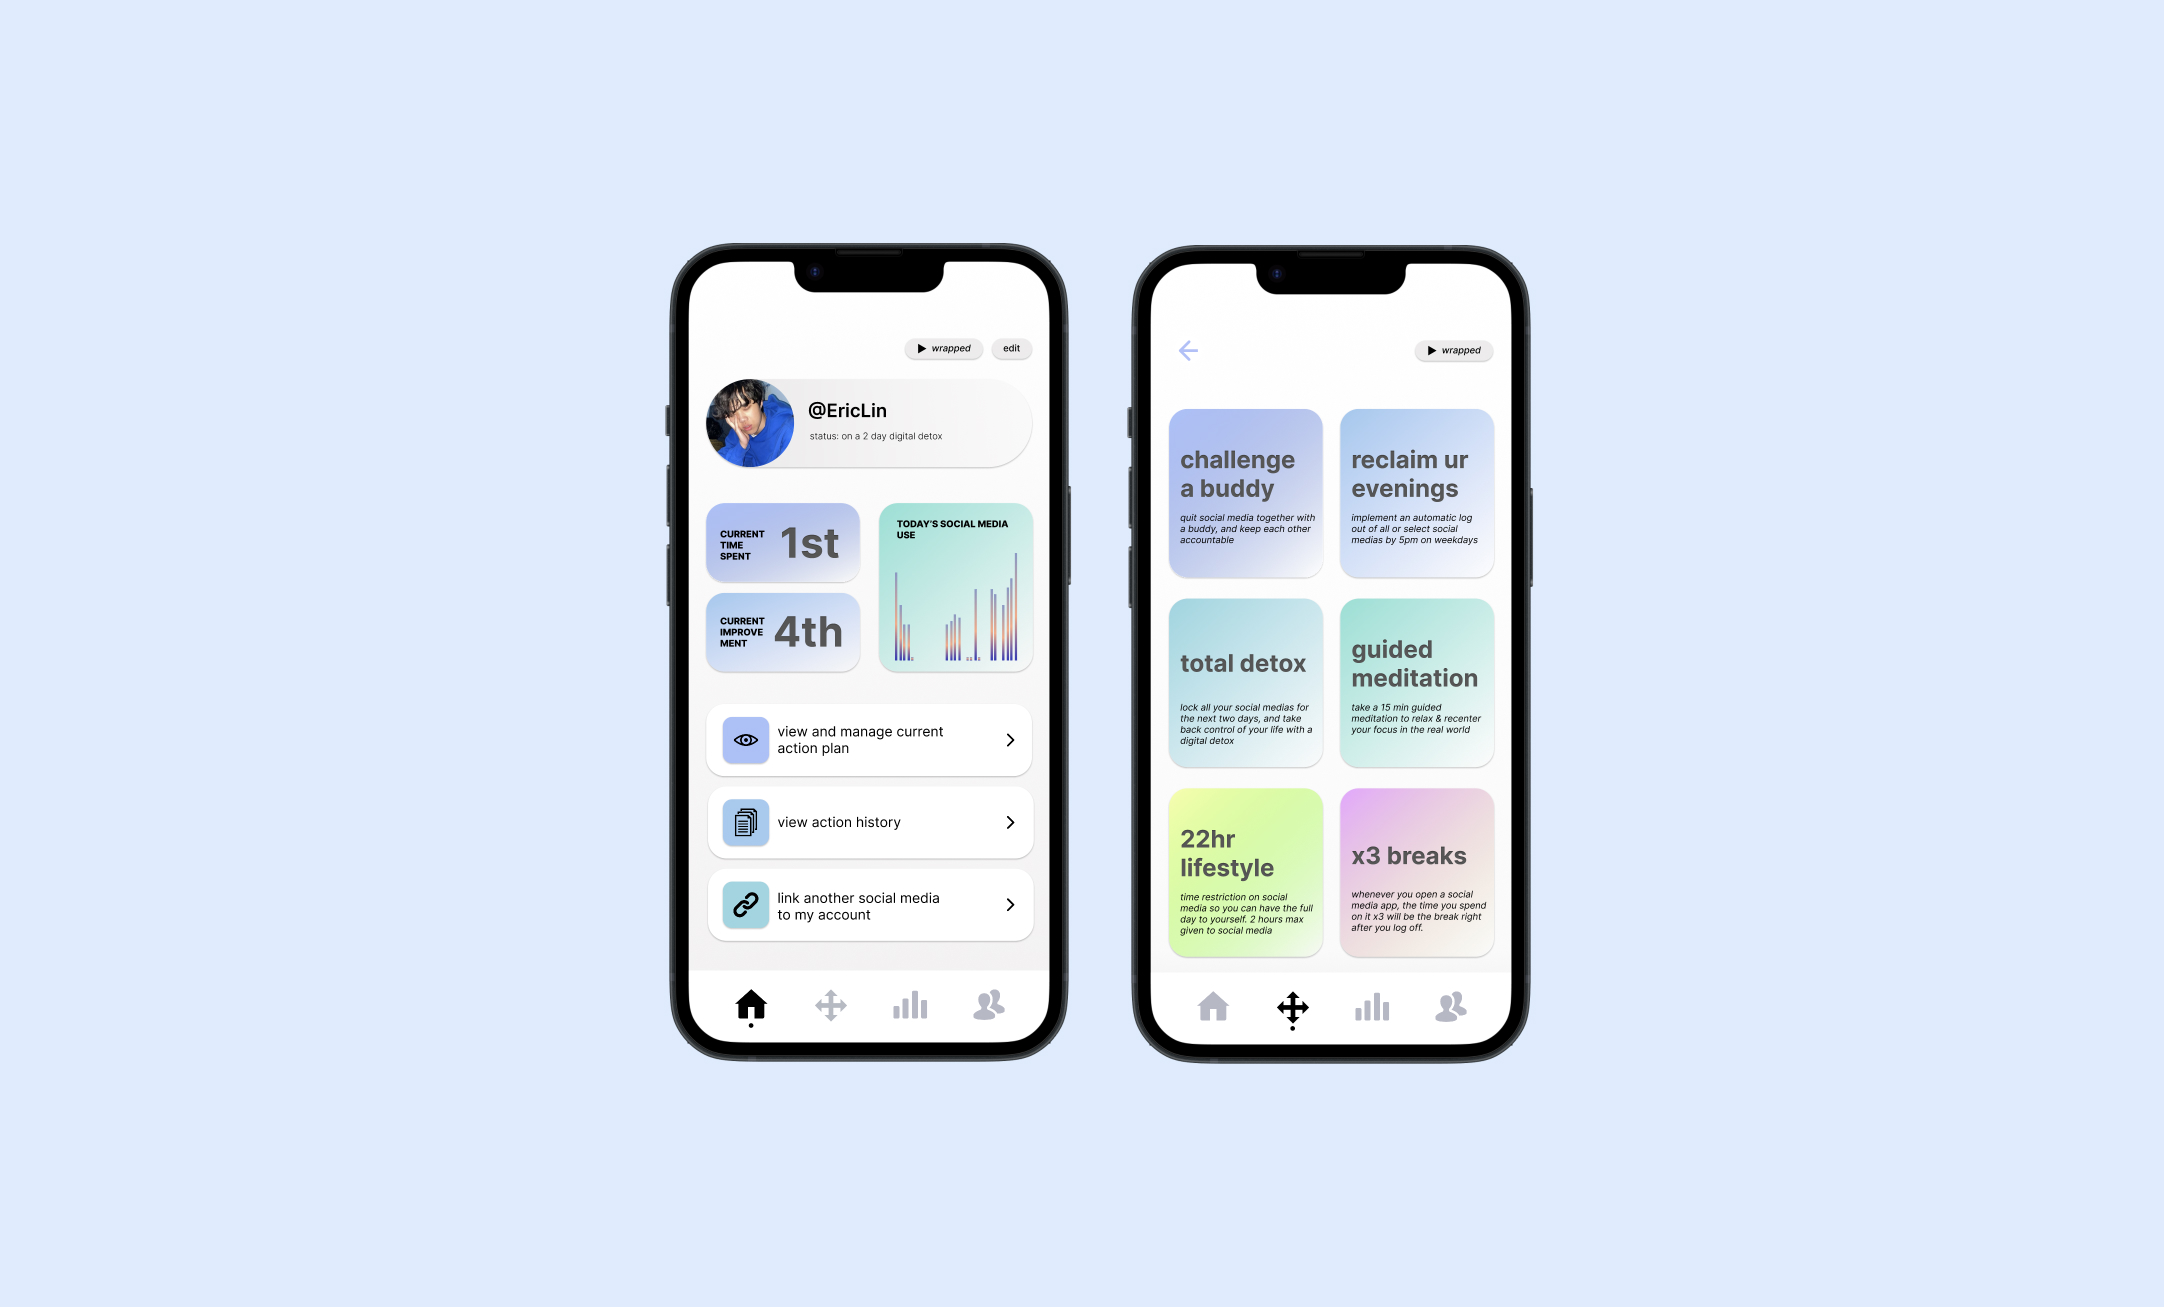 wrapped
edit
@EricLin
status: on a 2 day digital detox
CURRENT
TIME
SPENT
1st
CURRENT
IMPROVE
MENT
4th
TODAY'S SOCIAL MEDIA
USE
view and manage current
action plan
view action history
link another social media
to my account
wrapped
challenge
a buddy
quit social media together with
a buddy, and keep each other
accountable
reclaim ur
evenings
implement an automatic log
out of all or select social
medias by 5pm on weekdays
total detox
lock all your social medias for
the next two days, and take
back control of your life with a
digital detox
guided
meditation
take a 15 min guided
meditation to relax & recenter
your focus in the real world
22hr
lifestyle
time restriction on social
media so you can have the full
day to yourself. 2 hours max
given to social media
x3 breaks
whenever you open a social
media app, the time you spend
on it x3 will be the break right
after you log off.